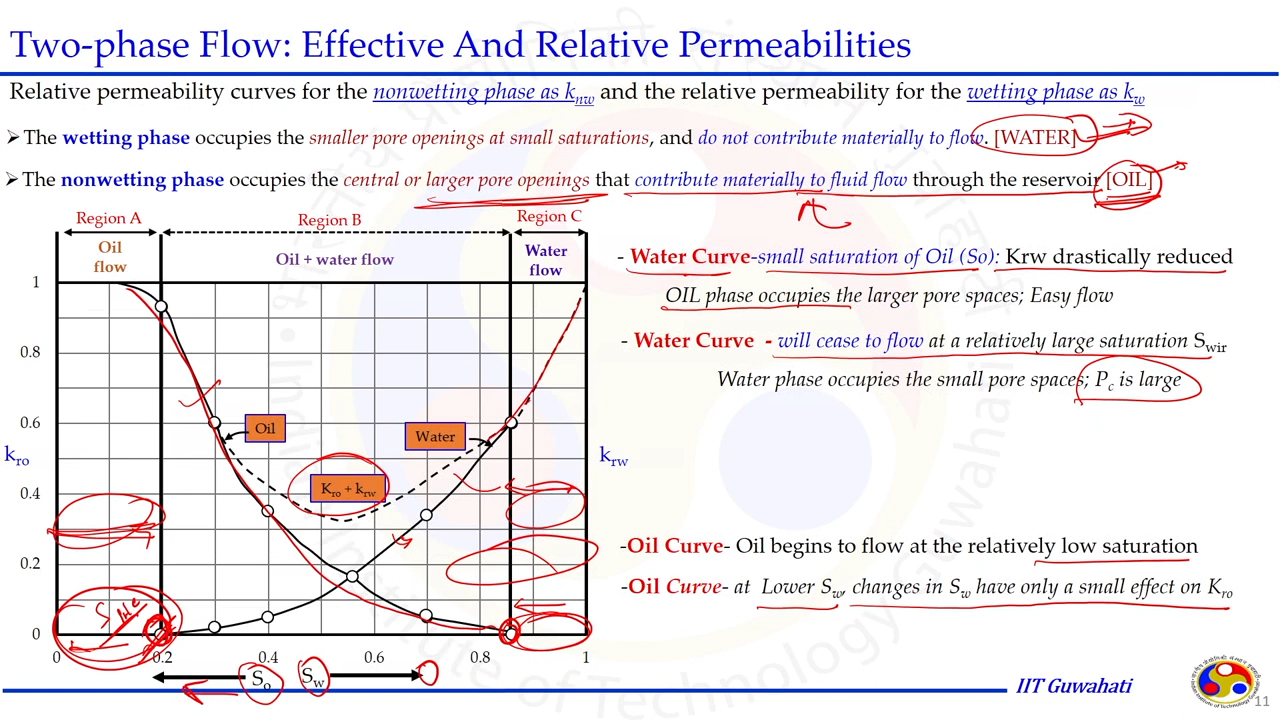 Two-phase Flow: Effective And Relative Permeabilities
Relative permeability curves for the nonwetting phase as knw and the relative permeability for the wetting phase as kw
➢ The wetting phase occupies the smaller pore openings at small saturations, and do not contribute materially to flow. [WATER]
➢ The nonwetting phase occupies the central or larger pore openings that contribute materially to fluid flow through the reservoir [OIL]
Region A
Region B
Region C
Oil flow
Oil + water flow
Water flow
- Water Curve-small saturation of Oil (So): Krw drastically reduced
OIL phase occupies the larger pore spaces; Easy flow
- Water Curve - will cease to flow at a relatively large saturation Swir
Water phase occupies the small pore spaces; Pc is large
-Oil Curve- Oil begins to flow at the relatively low saturation
-Oil Curve- at Lower Sw, changes in Sw have only a small effect on Kro
1
0.8
0.6
0.4
0.2
0
kro
krw
Oil
Water
Kro + krw
0
0.2
0.4
0.6
0.8
1
So
Sw
IIT Guwahati
11